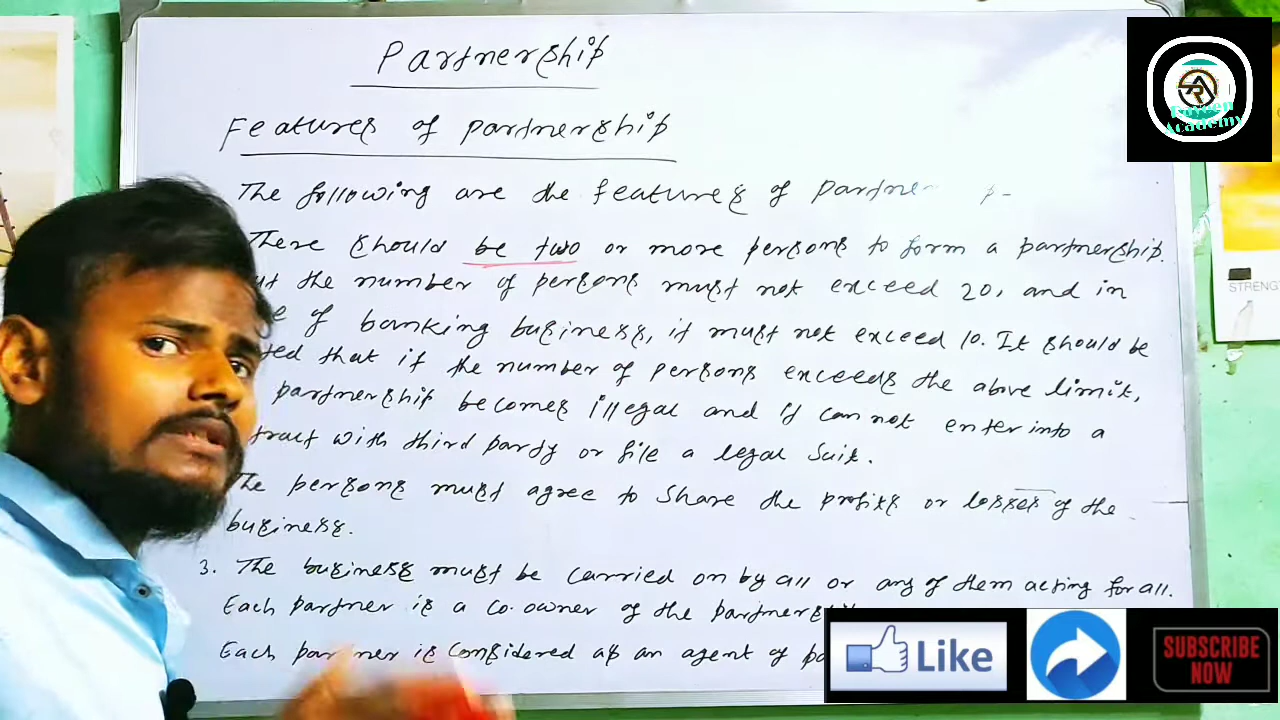 Partnership
Features of partnership
The following are the features of Partner
There should be two or more persons to form a partnership.
the number of persons must not exceed 20, and in
of banking business, it must not exceed 10. It should be
that if the number of persons exceeds the above limit,
partnership becomes illegal and it can not enter into a
with third party or file a legal suit.
The persons must agree to share the profits or losses of the
business.
3. The business must be carried on by all or any of them acting for all.
Each partner is a co. owner of the
Each partner is considered as an agent of
Academy
STRENG
Like
SUBSCRIBE
NOW